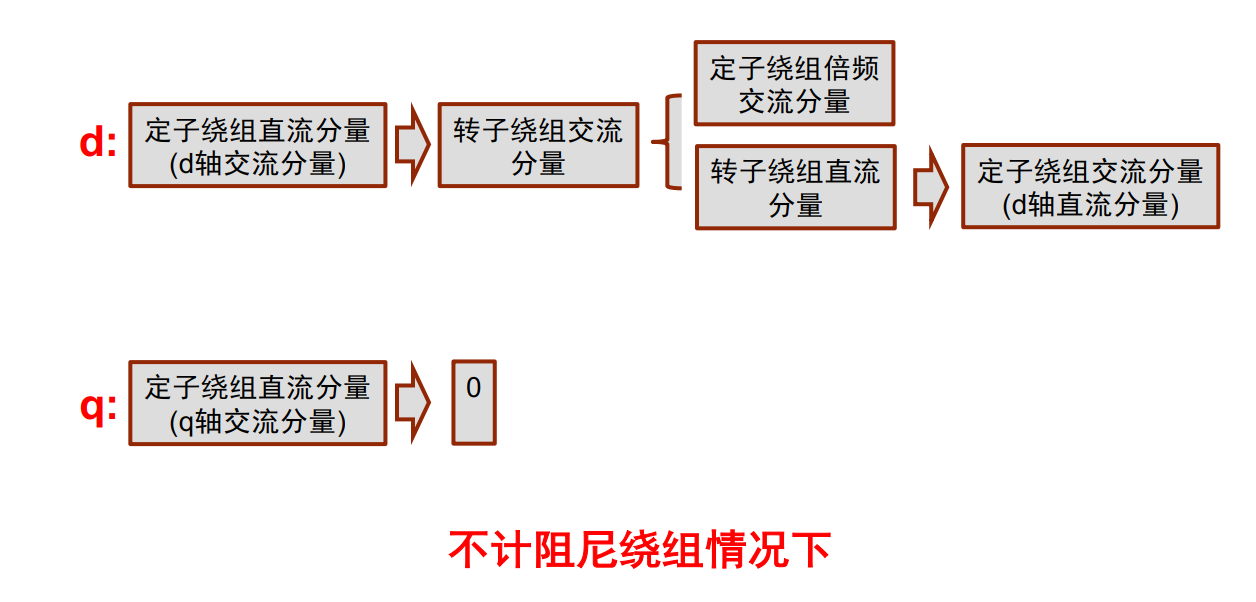 定子绕组倍频
交流分量
d:
定子绕组直流分量
(d轴交流分量)
转子绕组交流
分量
转子绕组直流
分量
定子绕组交流分量
(d轴直流分量)
q:
定子绕组直流分量
(q轴交流分量)
0
不计阻尼绕组情况下